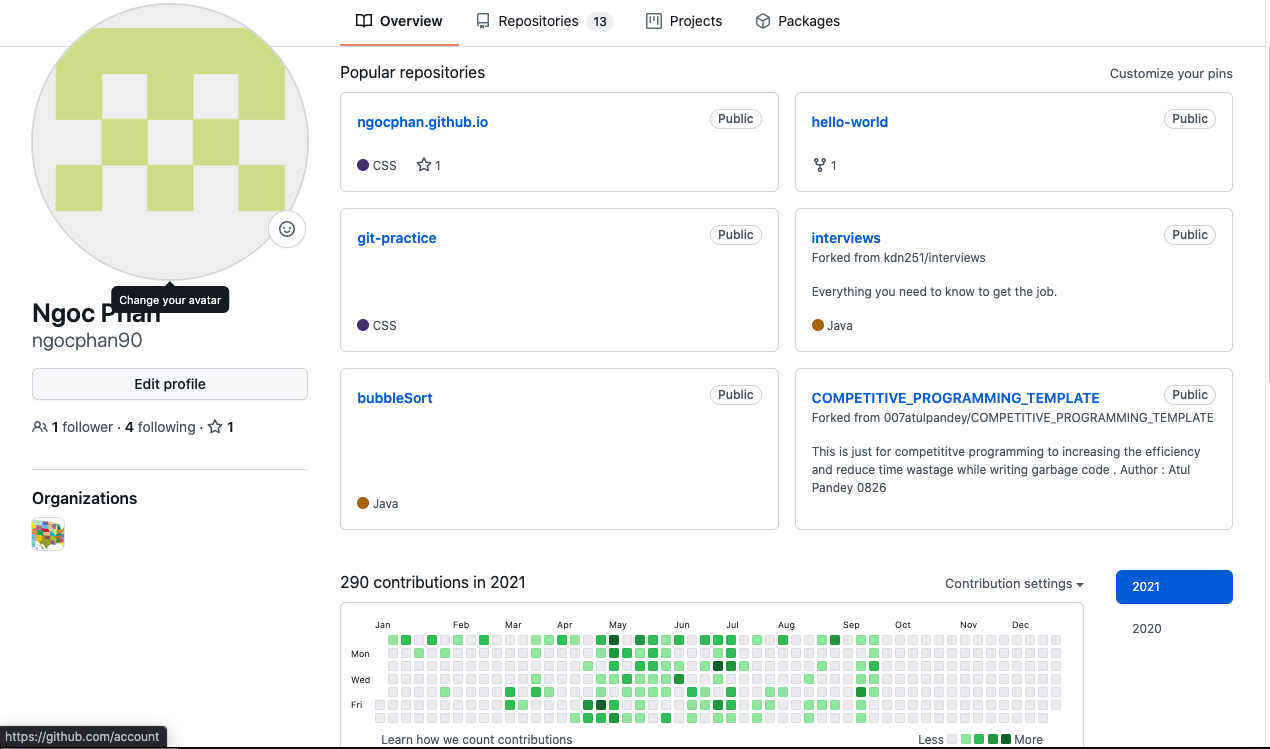 Overview Repositories 13 Projects Packages
Popular repositories
Customize your pins
ngocphan.github.io Public
CSS 1
hello-world Public
1
git-practice Public
CSS
interviews Public
Forked from kdn251/interviews
Everything you need to know to get the job.
Java
bubbleSort Public
Java
COMPETITIVE_PROGRAMMING_TEMPLATE Public
Forked from 007atulpandey/COMPETITIVE_PROGRAMMING_TEMPLATE
This is just for competititve programming to increasing the efficiency
and reduce time wastage while writing garbage code . Author : Atul
Pandey 0826
Change your avatar
Ngoc Phan
ngocphan90
Edit profile
1 follower · 4 following · 1
Organizations
290 contributions in 2021
Contribution settings
2021
2020
Jan Feb Mar Apr May Jun Jul Aug Sep Oct Nov Dec
Mon
Wed
Fri
Learn how we count contributions
Less More
https://github.com/account